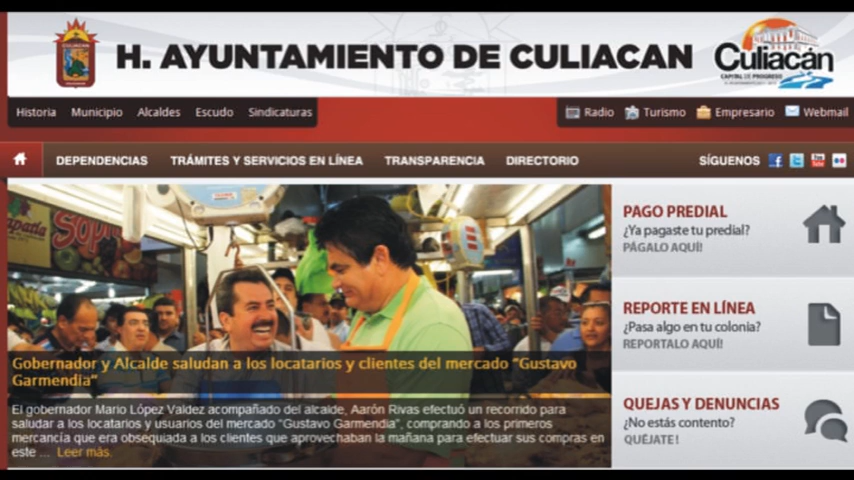 H. AYUNTAMIENTO DE CULIACAN
Culiacán
CAPITAL DE PROGRESO
Historia Municipio Alcaldes Escudo Sindicaturas
Radio Turismo Empresario Webmail
DEPENDENCIAS TRÁMITES Y SERVICIOS EN LÍNEA TRANSPARENCIA DIRECTORIO
SÍGUENOS
Gobernador y Alcalde saludan a los locatarios y clientes del mercado "Gustavo
Garmendia"
El gobernador Mario López Valdez acompañado del alcalde, Aarón Rivas efectuó un recorrido para
saludar a los locatarios y usuarios del mercado "Gustavo Garmendia", comprando a los primeros
mercancía que era obsequiada a los clientes que aprovechaban la mañana para efectuar sus compras en
este ... Leer más
PAGO PREDIAL
¿Ya pagaste tu predial?
PÁGALO AQUÍ!
REPORTE EN LÍNEA
¿Pasa algo en tu colonia?
REPORTALO AQUÍ!
QUEJAS Y DENUNCIAS
¿No estás contento?
QUÉJATE!